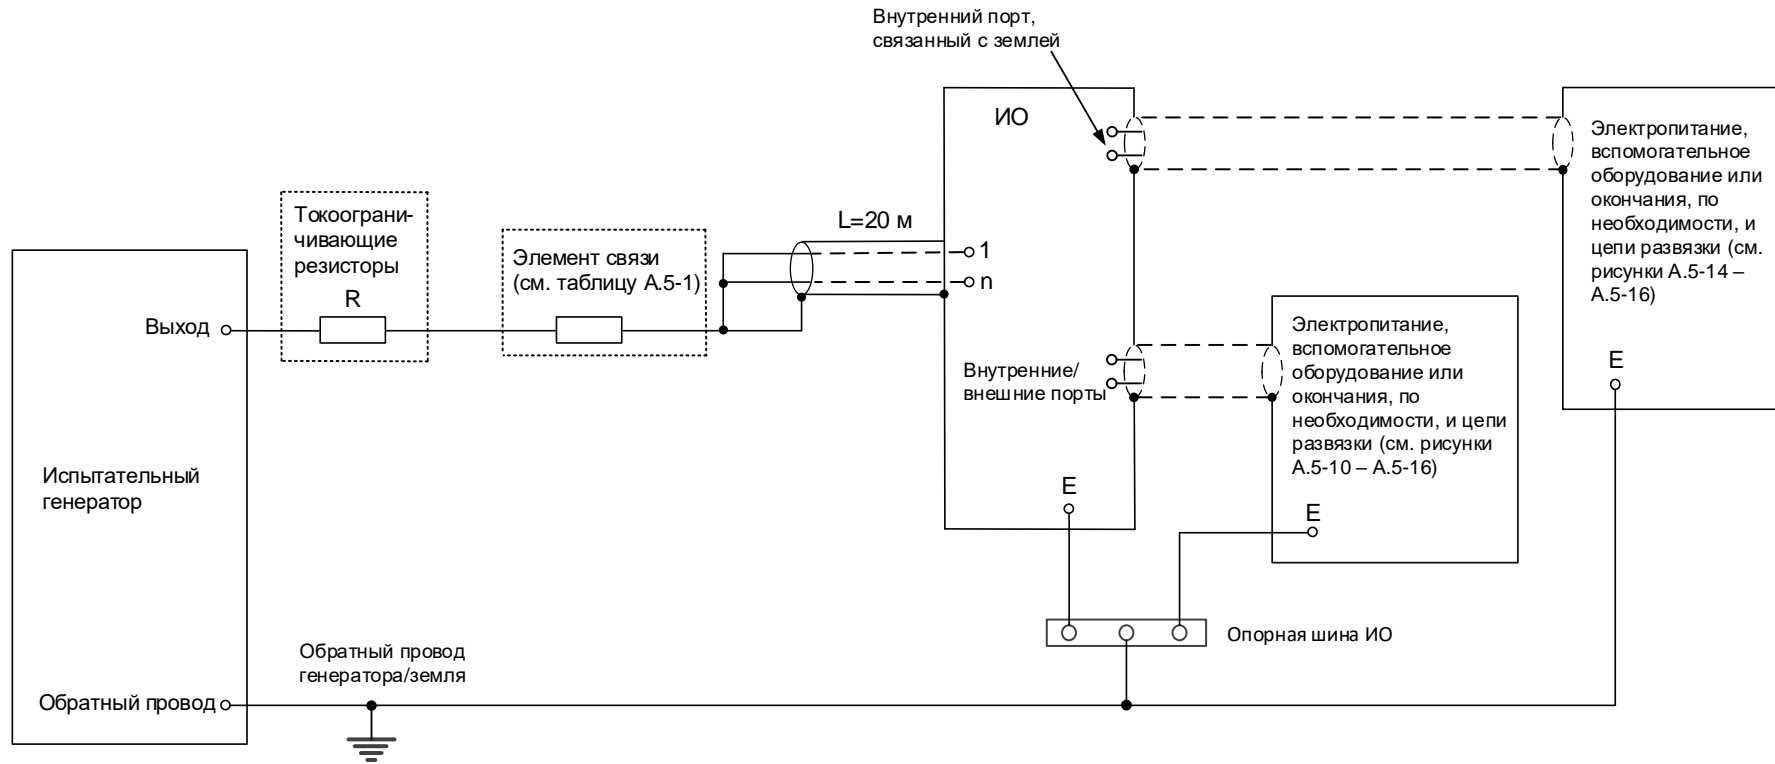 Внутренний порт,
связанный с землей
ИО
Электропитание,
вспомогательное
оборудование или
окончания, по
необходимости, и
цепи развязки (см.
рисунки A.5-14 –
A.5-16)
E
Токоограни-
чивающие
резисторы
R
Элемент связи
(см. таблицу A.5-1)
L=20 м
1
n
Выход
Внутренние/
внешние порты
Электропитание,
вспомогательное
оборудование или
окончания, по
необходимости, и цепи
развязки (см. рисунки
A.5-10 – A.5-16)
E
E
Испытательный
генератор
Опорная шина ИО
Обратный провод
генератора/земля
Обратный провод